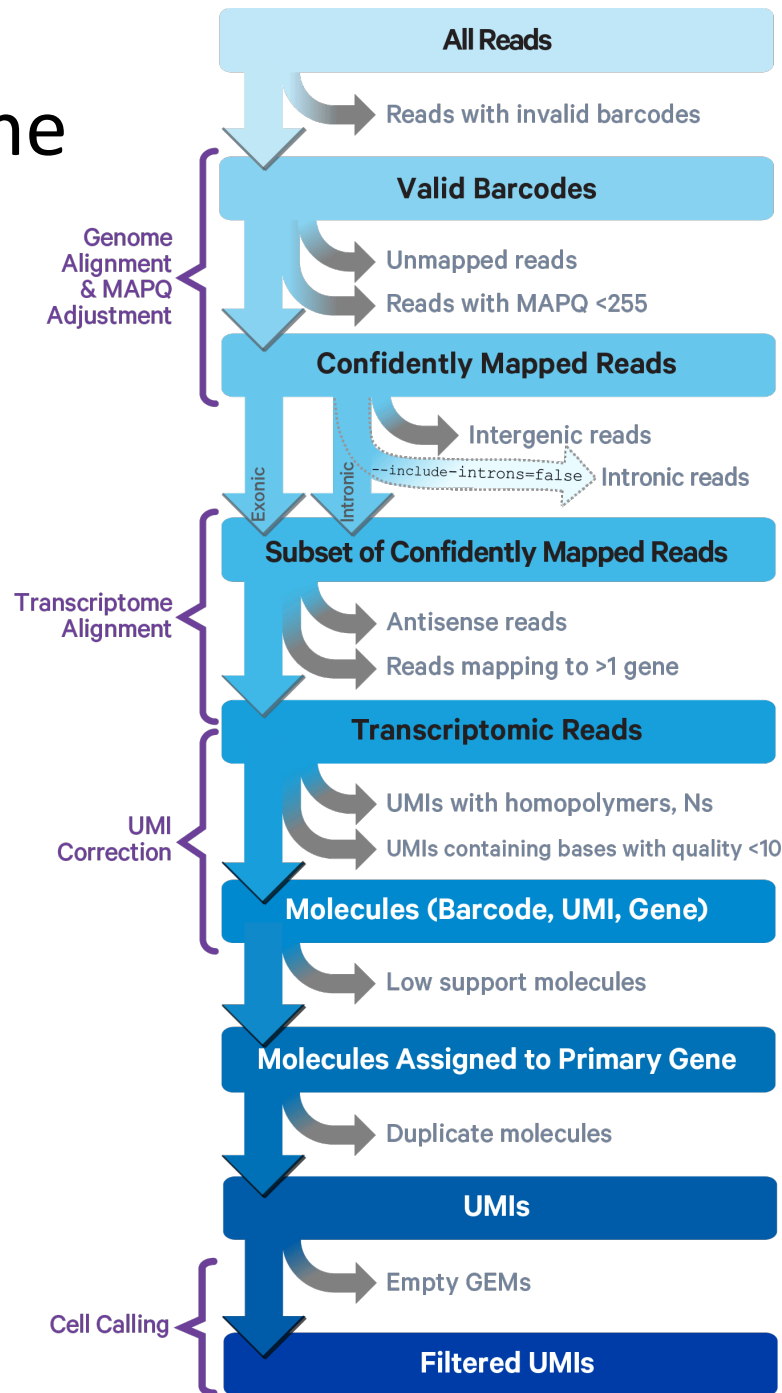 All Reads
Reads with invalid barcodes
ne
Valid Barcodes
Genome
Alignment
& MAPQ
Adjustment
Unmapped reads
Reads with MAPQ <255
Confidently Mapped Reads
Intergenic reads
--include-introns=false
Intronic reads
Exonic
Intronic
Subset of Confidently Mapped Reads
Transcriptome
Alignment
Antisense reads
Reads mapping to >1 gene
Transcriptomic Reads
UMI
Correction
UMIs with homopolymers, Ns
UMIs containing bases with quality <10
Molecules (Barcode, UMI, Gene)
Low support molecules
Molecules Assigned to Primary Gene
Duplicate molecules
UMIs
Empty GEMs
Cell Calling
Filtered UMIs